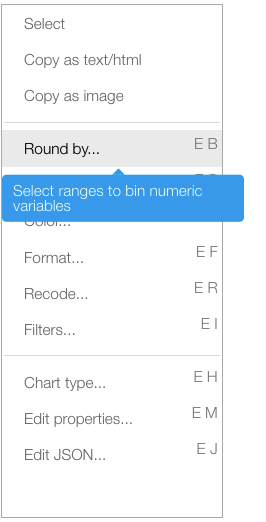 Select
Copy as text/html
Copy as image
Round by... E B
Select ranges to bin numeric
variables
Color...
Format... E F
Recode... E R
Filters... E I
Chart type... E H
Edit properties... E M
Edit JSON... E J